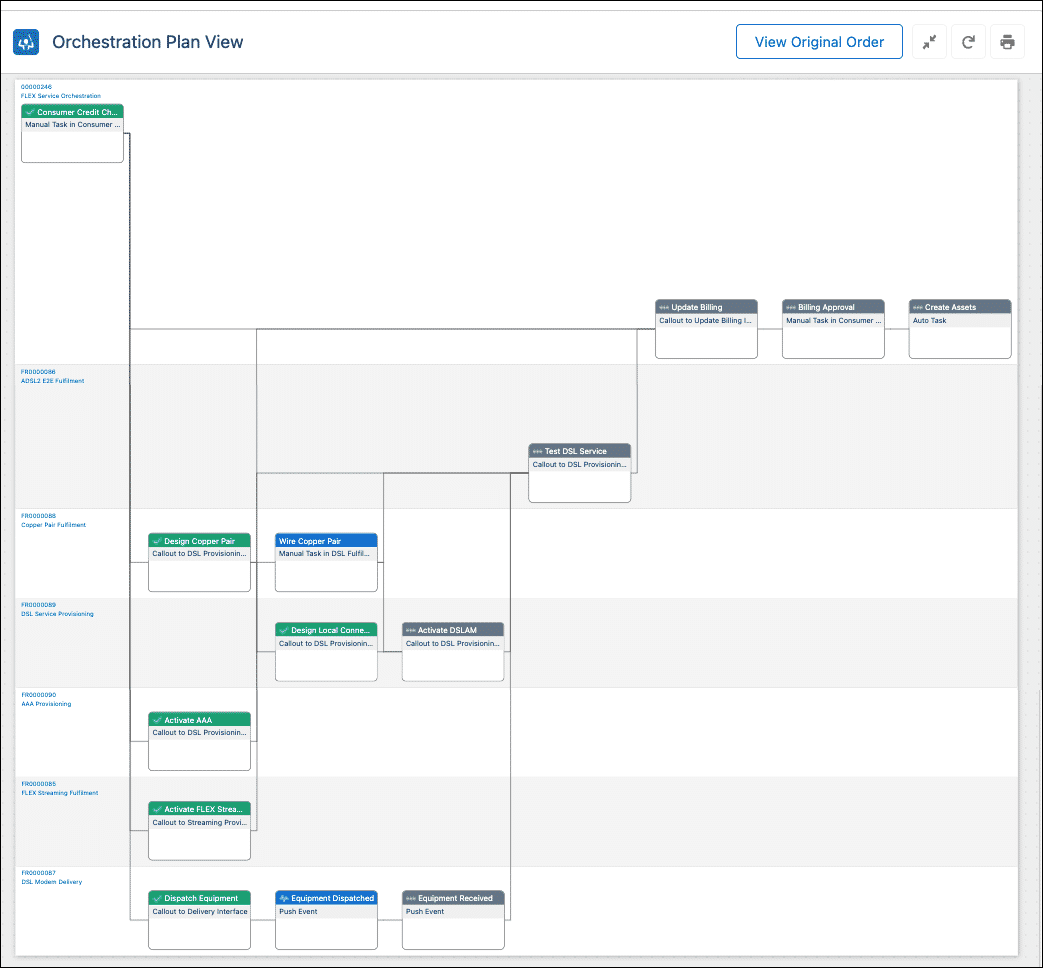 Orchestration Plan View
View Original Order
00000246
FLEX Service Orchestration
Consumer Credit Ch...
Manual Task in Consumer ...
Update Billing
Callout to Update Billing I...
Billing Approval
Manual Task in Consumer ...
Create Assets
Auto Task
FR0000086
ADSL2 E2E Fulfilment
Test DSL Service
Callout to DSL Provisionin...
FR0000088
Copper Pair Fulfilment
Design Copper Pair
Callout to DSL Provisionin...
Wire Copper Pair
Manual Task in DSL Fulfil...
FR0000089
DSL Service Provisioning
Design Local Conne...
Callout to DSL Provisionin...
Activate DSLAM
Callout to DSL Provisionin...
FR0000090
AAA Provisioning
Activate AAA
Callout to DSL Provisionin...
FR0000085
FLEX Streaming Fulfilment
Activate FLEX Strea...
Callout to Streaming Provi...
FR0000087
DSL Modem Delivery
Dispatch Equipment
Callout to Delivery Interface
Equipment Dispatched
Push Event
Equipment Received
Push Event